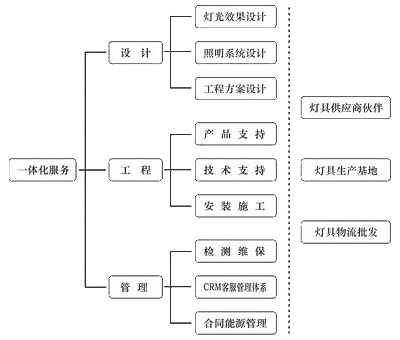 一体化服务
设计
灯光效果设计
照明系统设计
工程方案设计
工程
产品支持
技术支持
安装施工
管理
检测维保
CRM客服管理体系
合同能源管理
灯具供应商伙伴
灯具生产基地
灯具物流批发